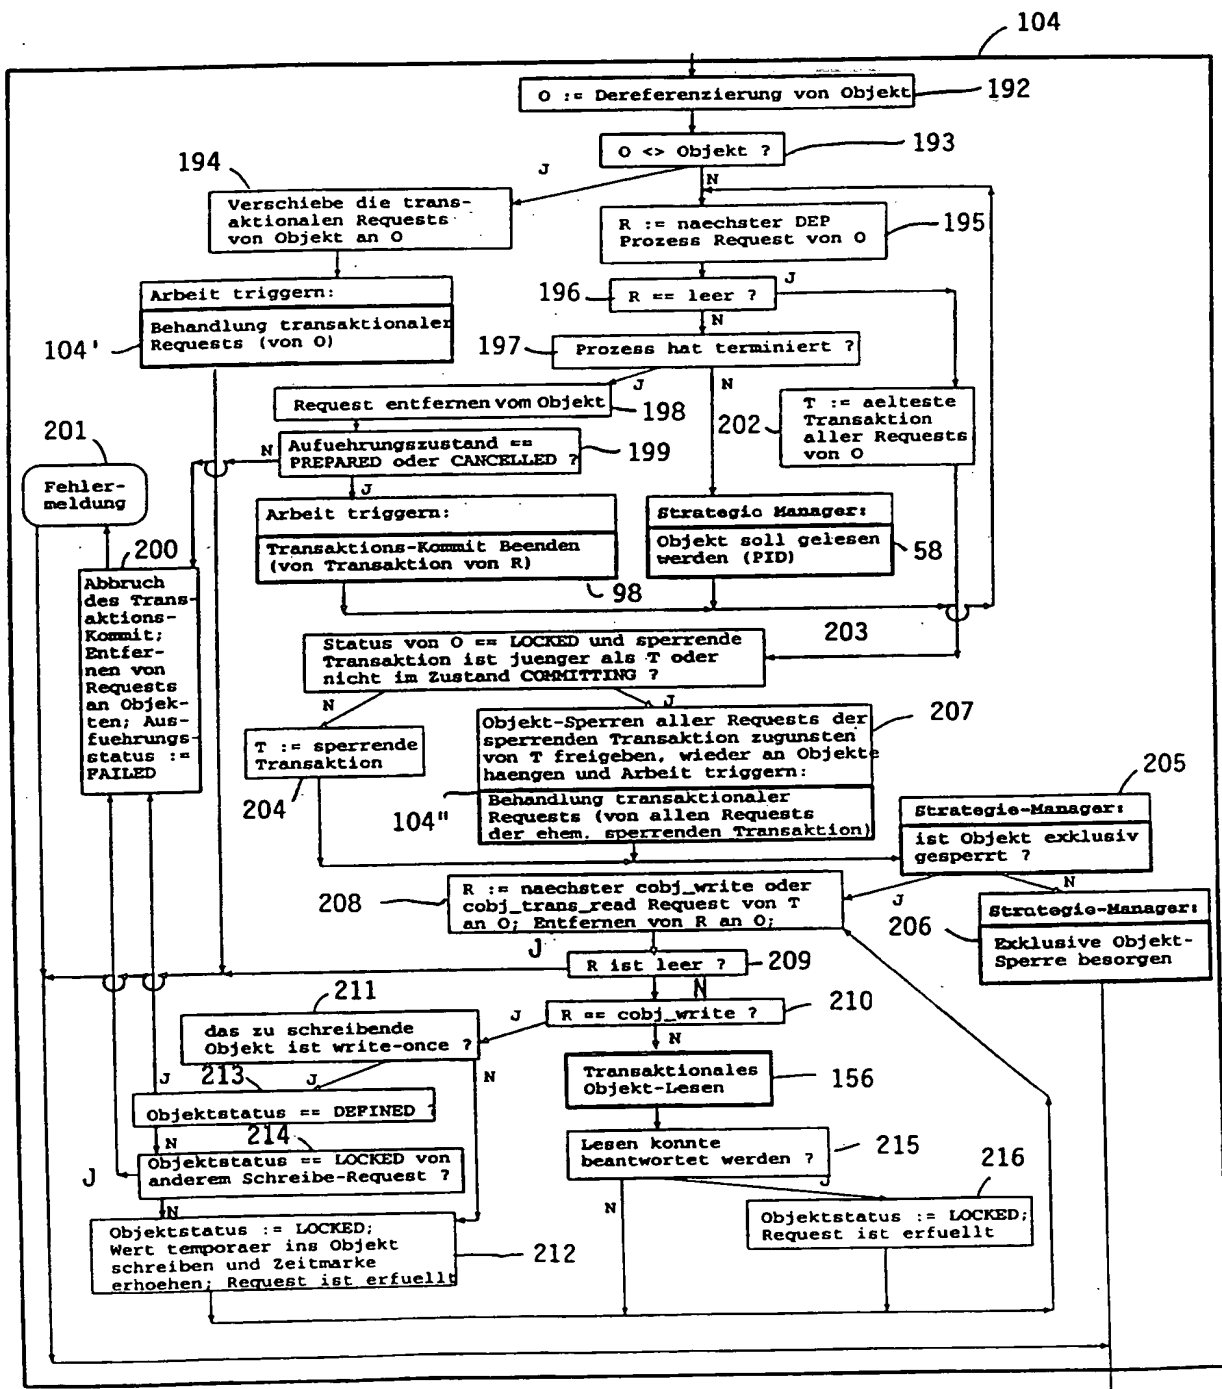 104
O := Dereferenzierung von Objekt
192
O <> Objekt ?
193
194
J
N
Verschiebe die trans-
aktionalen Requests
von Objekt an O
R := naechster DEP
Prozess Request von O
195
Arbeit triggern:
Behandlung transaktionaler
Requests (von O)
104'
196
R == leer ?
J
N
197
Prozess hat terminiert ?
J
N
Request entfernen vom Objekt
198
202
T := aelteste
Transaktion
aller Requests
von O
201
Fehler-
meldung
N
Aufuehrungszustand ==
PREPARED oder CANCELLED ?
199
J
Arbeit triggern:
Transaktions-Kommit Beenden
(von Transaktion von R)
98
Strategie Manager:
Objekt soll gelesen
werden (PID)
58
200
Abbruch
des Trans-
aktions-
Kommit;
Entfer-
nen von
Requests
an Objek-
ten; Aus-
fuehrungs-
status :=
FAILED
Status von O == LOCKED und sperrende
Transaktion ist juenger als T oder
nicht im Zustand COMMITTING ?
203
N
J
T := sperrende
Transaktion
204
Objekt-Sperren aller Requests der
sperrenden Transaktion zugunsten
von T freigeben, wieder an Objekte
haengen und Arbeit triggern:
207
Behandlung transaktionaler
Requests (von allen Requests
der ehem. sperrenden Transaktion)
104"
205
Strategie-Manager:
ist Objekt exklusiv
gesperrt ?
J
N
208
R := naechster cobj_write oder
cobj_trans_read Request von T
an O; Entfernen von R an O;
206
Strategie-Manager:
Exklusive Objekt-
Sperre besorgen
J
R ist leer ?
209
N
211
das zu schreibende
Objekt ist write-once ?
J
R == cobj_write ?
210
N
213
J
J
N
Transaktionales
Objekt-Lesen
156
Objektstatus == DEFINED ?
N
214
J
Objektstatus == LOCKED von
anderem Schreibe-Request ?
Lesen konnte
beantwortet werden ?
215
J
216
N
N
Objektstatus := LOCKED;
Wert temporaer ins Objekt
schreiben und Zeitmarke
erhoehen; Request ist erfuellt
212
Objektstatus := LOCKED;
Request ist erfuellt